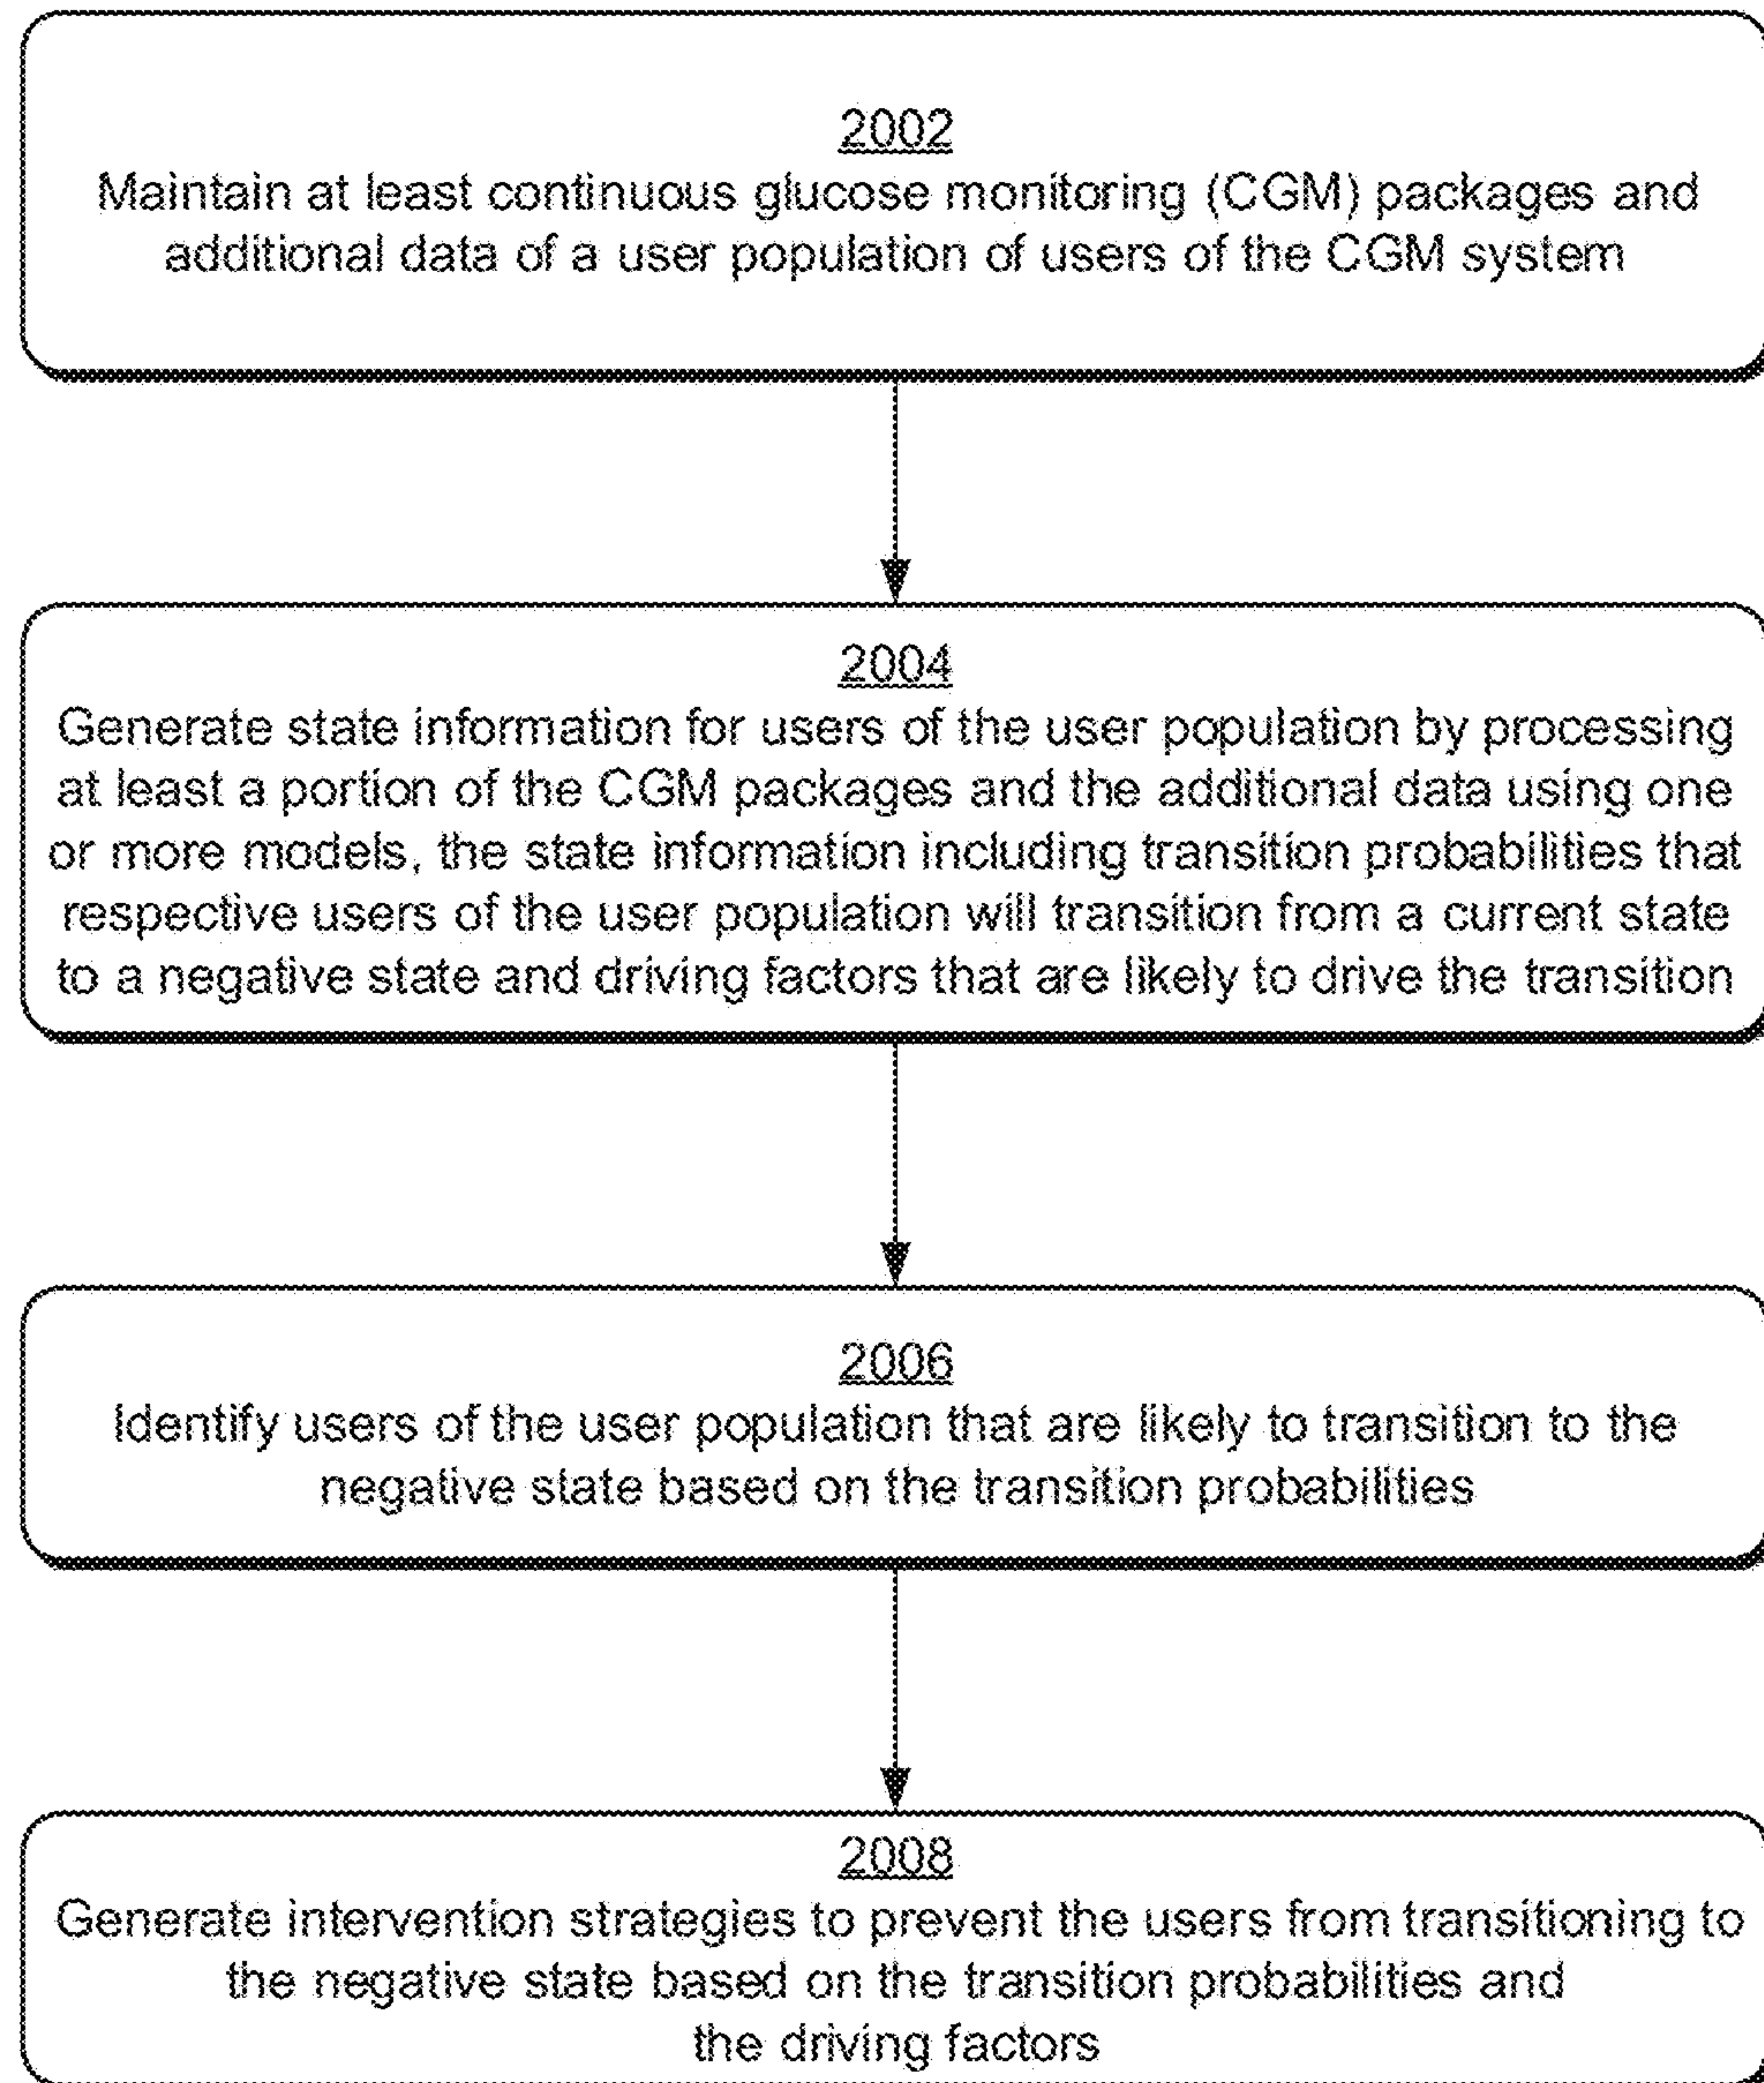 2002
Maintain at least continuous glucose monitoring (CGM) packages and
additional data of a user population of users of the CGM system
2004
Generate state information for users of the user population by processing
at least a portion of the CGM packages and the additional data using one
or more models, the state information including transition probabilities that
respective users of the user population will transition from a current state
to a negative state and driving factors that are likely to drive the transition
2006
Identify users of the user population that are likely to transition to the
negative state based on the transition probabilities
2008
Generate intervention strategies to prevent the users from transitioning to
the negative state based on the transition probabilities and
the driving factors